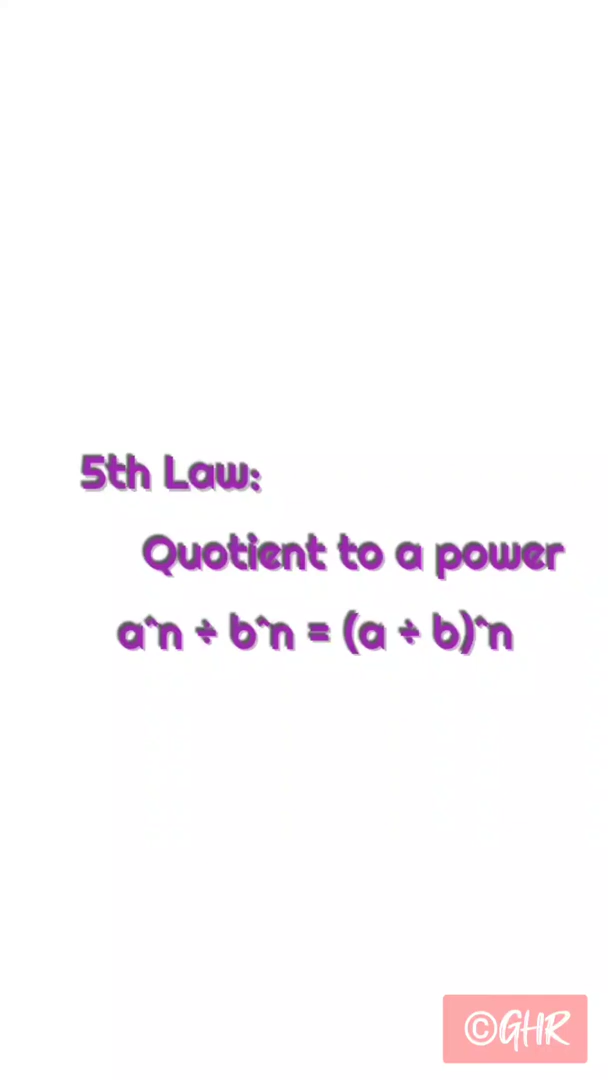 5th Law:
Quotient to a power
a^n ÷ b^n = (a ÷ b)^n
©GHR